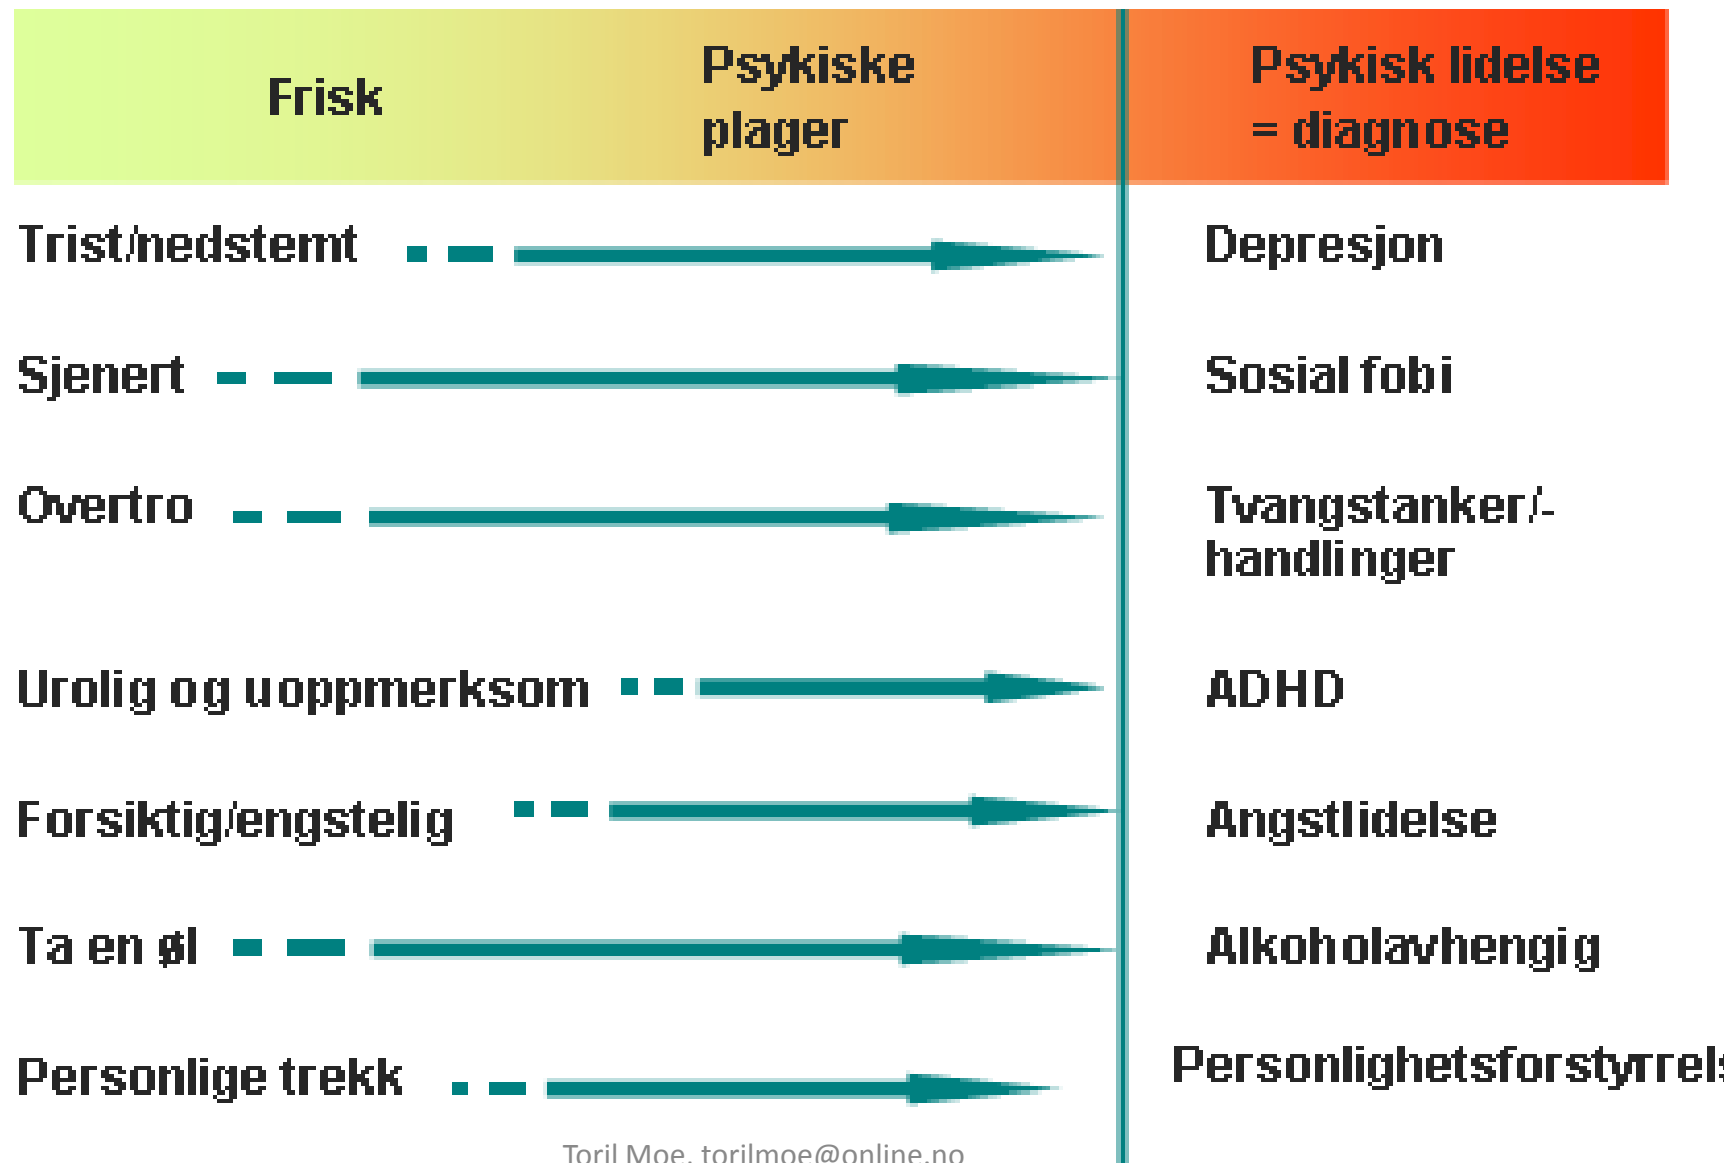 Frisk
Psykiske
plager
Psykisk lidelse
= diagnose
Trist/nedstemt
Depresjon
Sjenert
Sosial fobi
Overtro
Tvangstanker/-
handlinger
Urolig og uoppmerksom
ADHD
Forsiktig/engstelig
Angstlidelse
Ta en øl
Alkoholavhengig
Personlige trekk
Personlighetsforstyrrels
Toril Moe, torilmoe@online.no